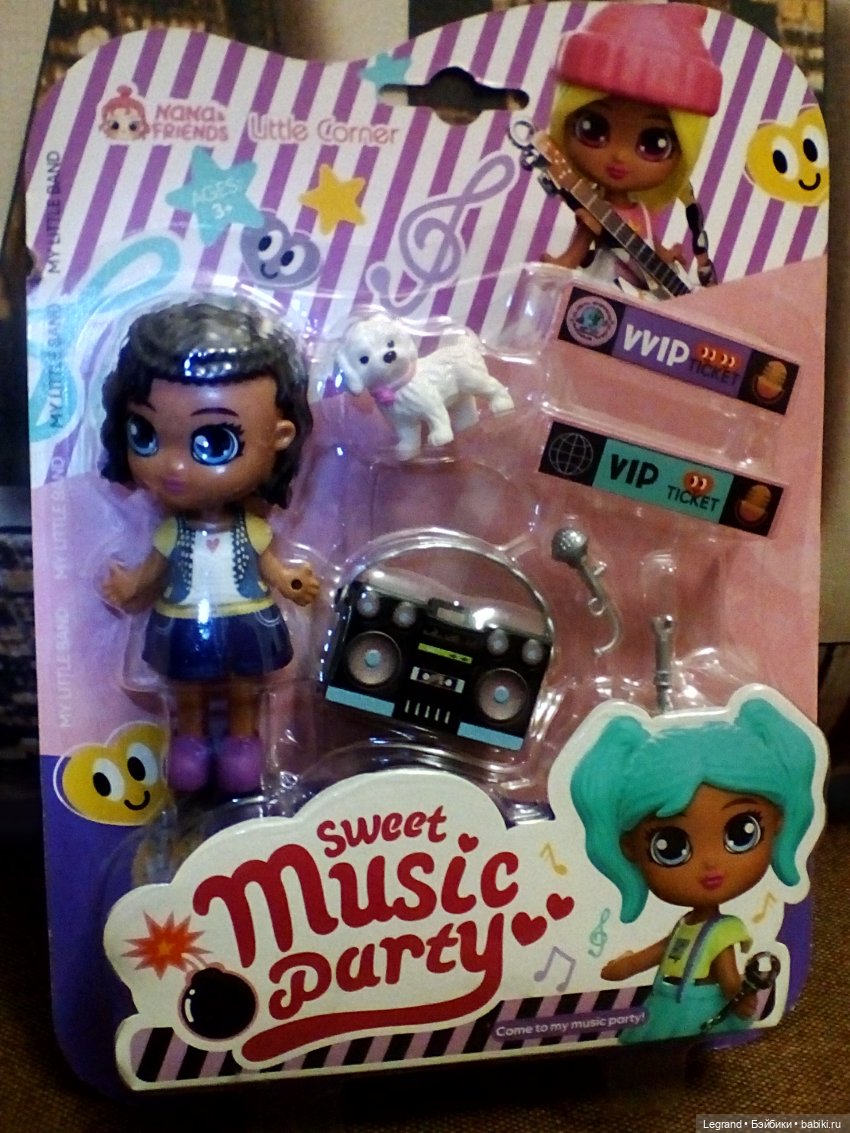 NANA &
FRIENDS
Little Corner
AGES:
3+
MY LITTLE BAND
MY LITTLE BAND
MY LITTLE BAND
MY LITTLE BAND
VVIP
TICKET
VIP
TICKET
Sweet
Music
Party
Come to my music party!
Legrand • Бэйбики • babiki.ru